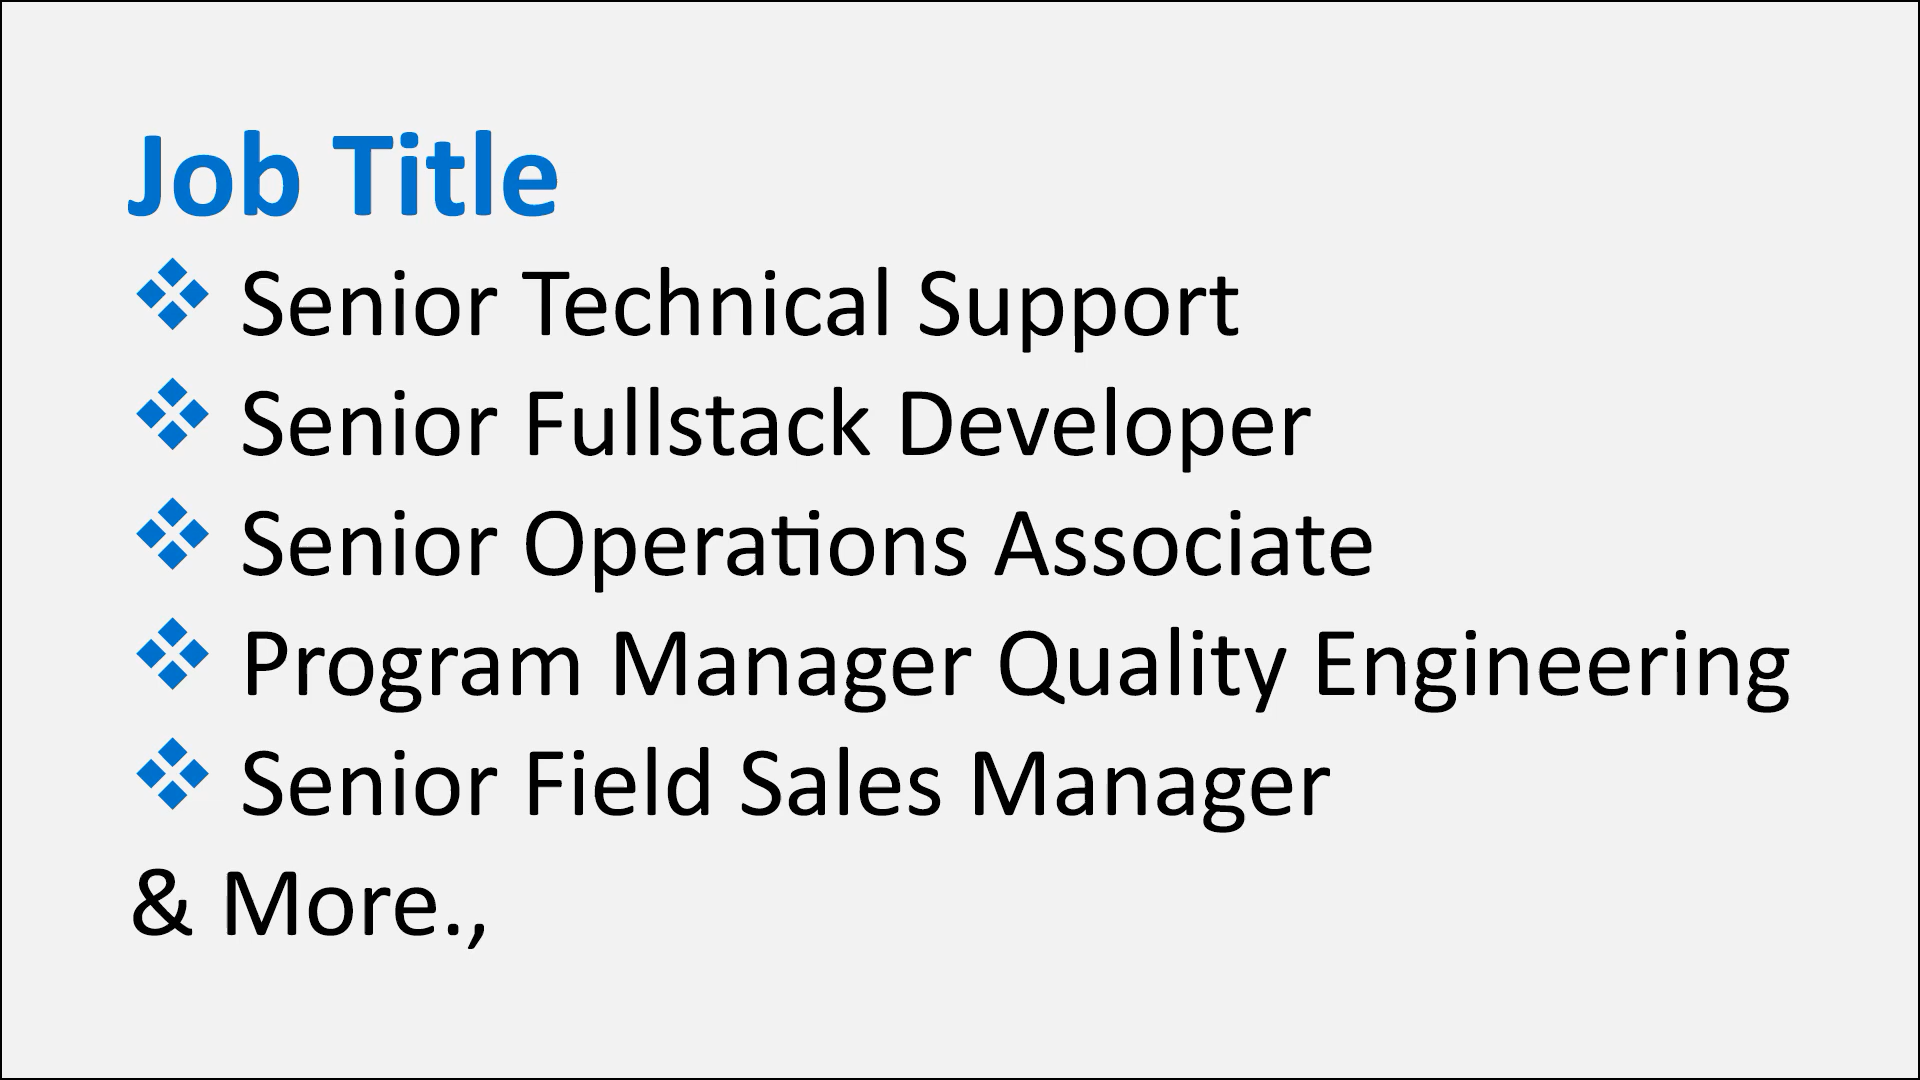 Job Title
❖ Senior Technical Support
❖ Senior Fullstack Developer
❖ Senior Operations Associate
❖ Program Manager Quality Engineering
❖ Senior Field Sales Manager
& More.,